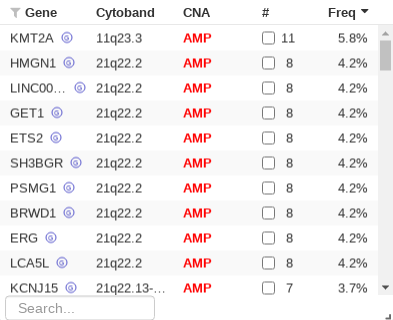 Gene Cytoband CNA # Freq
KMT2A G 11q23.3 AMP 11 5.8%
HMGN1 G 21q22.2 AMP 8 4.2%
LINC00... G 21q22.2 AMP 8 4.2%
GET1 G 21q22.2 AMP 8 4.2%
ETS2 G 21q22.2 AMP 8 4.2%
SH3BGR G 21q22.2 AMP 8 4.2%
PSMG1 G 21q22.2 AMP 8 4.2%
BRWD1 G 21q22.2 AMP 8 4.2%
ERG G 21q22.2 AMP 8 4.2%
LCA5L G 21q22.2 AMP 8 4.2%
KCNJ15 G 21q22.13-... AMP 7 3.7%
Search...